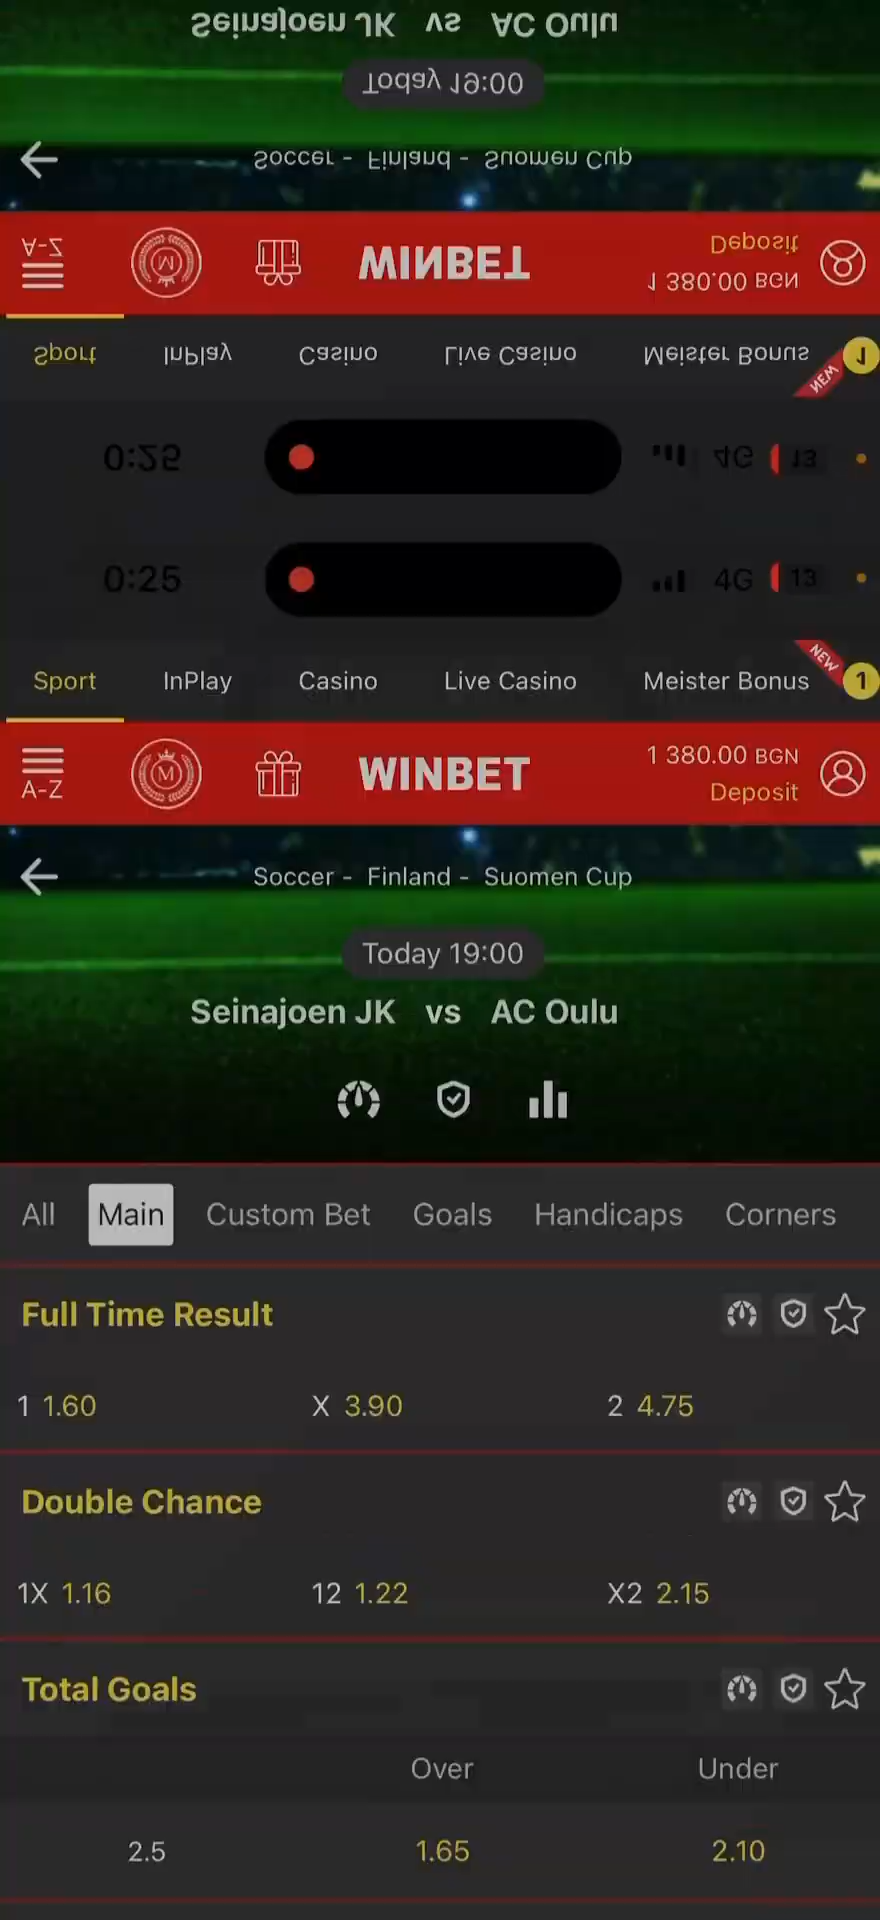 Seinajoen JK vs AC Oulu
Today 19:00
Soccer - Finland - Suomen Cup
A-Z
M
WINBET
Deposit
1 380.00 BGN
Sport InPlay Casino Live Casino Meister Bonus 1
NEW
0:25 4G 13
0:25 4G 13
NEW
Sport InPlay Casino Live Casino Meister Bonus 1
A-Z
M
WINBET
1 380.00 BGN
Deposit
Soccer - Finland - Suomen Cup
Today 19:00
Seinajoen JK vs AC Oulu
All Main Custom Bet Goals Handicaps Corners
Full Time Result
1 1.60 X 3.90 2 4.75
Double Chance
1X 1.16 12 1.22 X2 2.15
Total Goals
Over Under
2.5 1.65 2.10